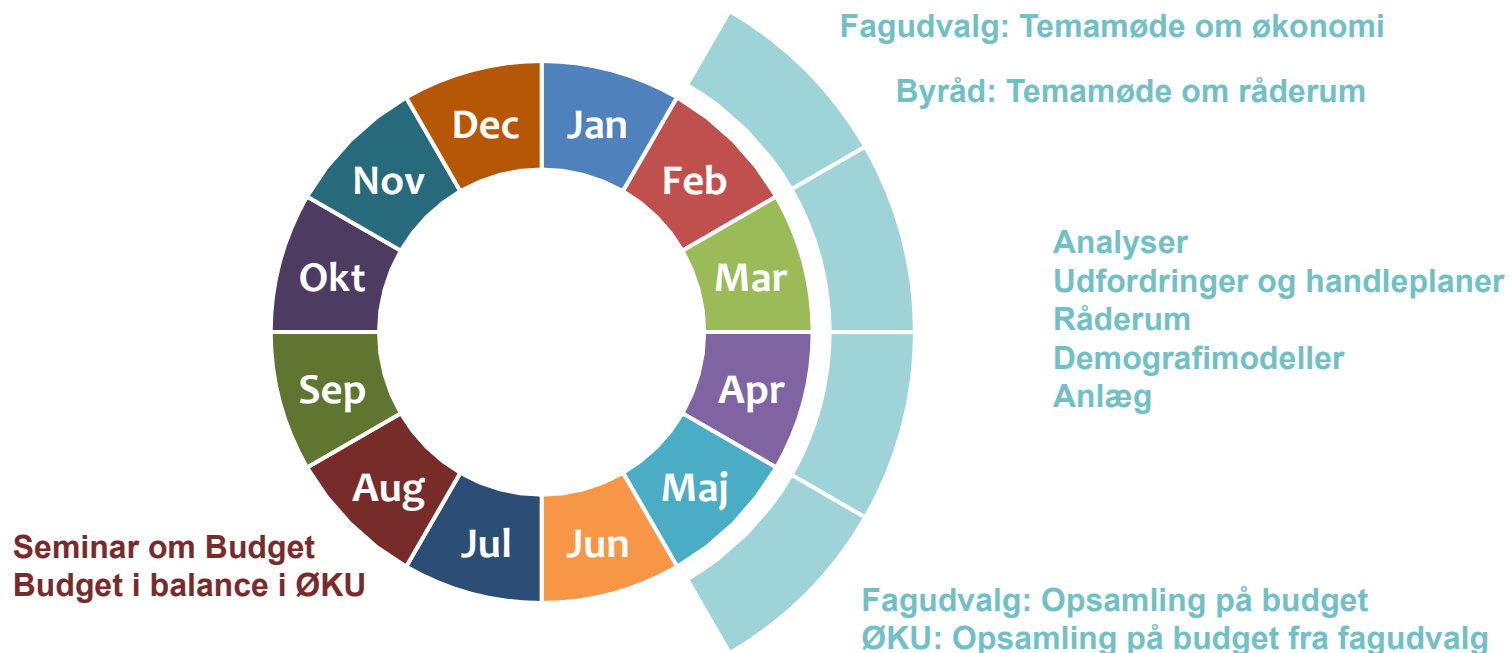 Fagudvalg: Temamøde om økonomi
Byråd: Temamøde om råderum
Jan
Feb
Mar
Apr
Maj
Jun
Jul
Aug
Sep
Okt
Nov
Dec
Analyser
Udfordringer og handleplaner
Råderum
Demografimodeller
Anlæg
Seminar om Budget
Budget i balance i ØKU
Fagudvalg: Opsamling på budget
ØKU: Opsamling på budget fra fagudvalg